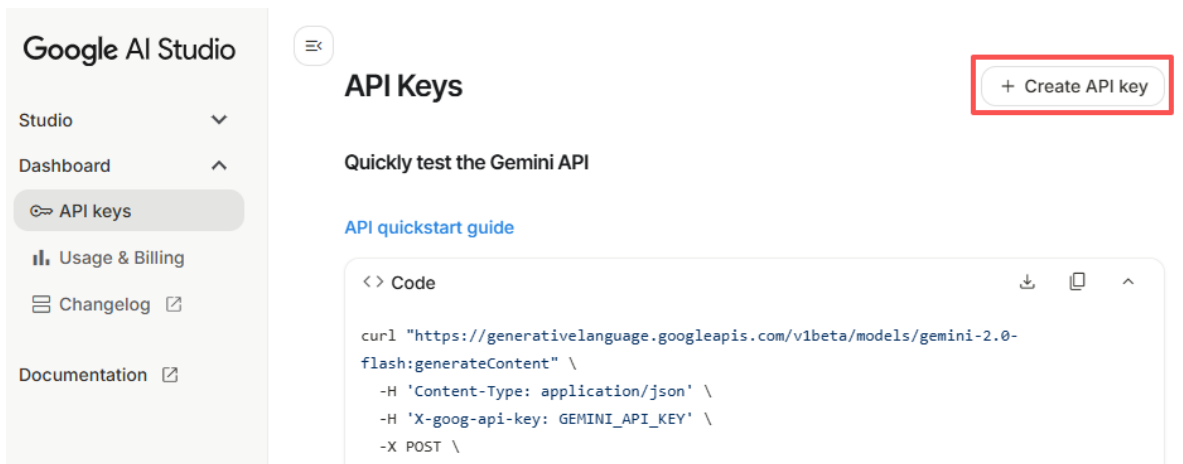 Google AI Studio
Studio
Dashboard
API keys
Usage & Billing
Changelog
Documentation
API Keys
+ Create API key
Quickly test the Gemini API
API quickstart guide
<> Code
curl "https://generativelanguage.googleapis.com/v1beta/models/gemini-2.0-
flash:generateContent" \
-H 'Content-Type: application/json' \
-H 'X-goog-api-key: GEMINI_API_KEY' \
-X POST \